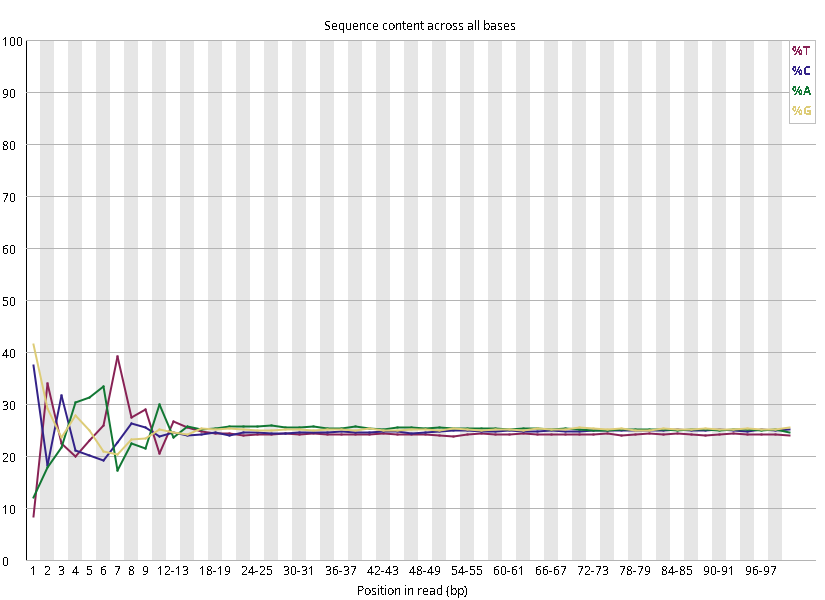 Sequence content across all bases
100
90
80
70
60
50
40
30
20
10
0
%T
%C
%A
%G
1 2 3 4 5 6 7 8 9 12-13 18-19 24-25 30-31 36-37 42-43 48-49 54-55 60-61 66-67 72-73 78-79 84-85 90-91 96-97
Position in read (bp)